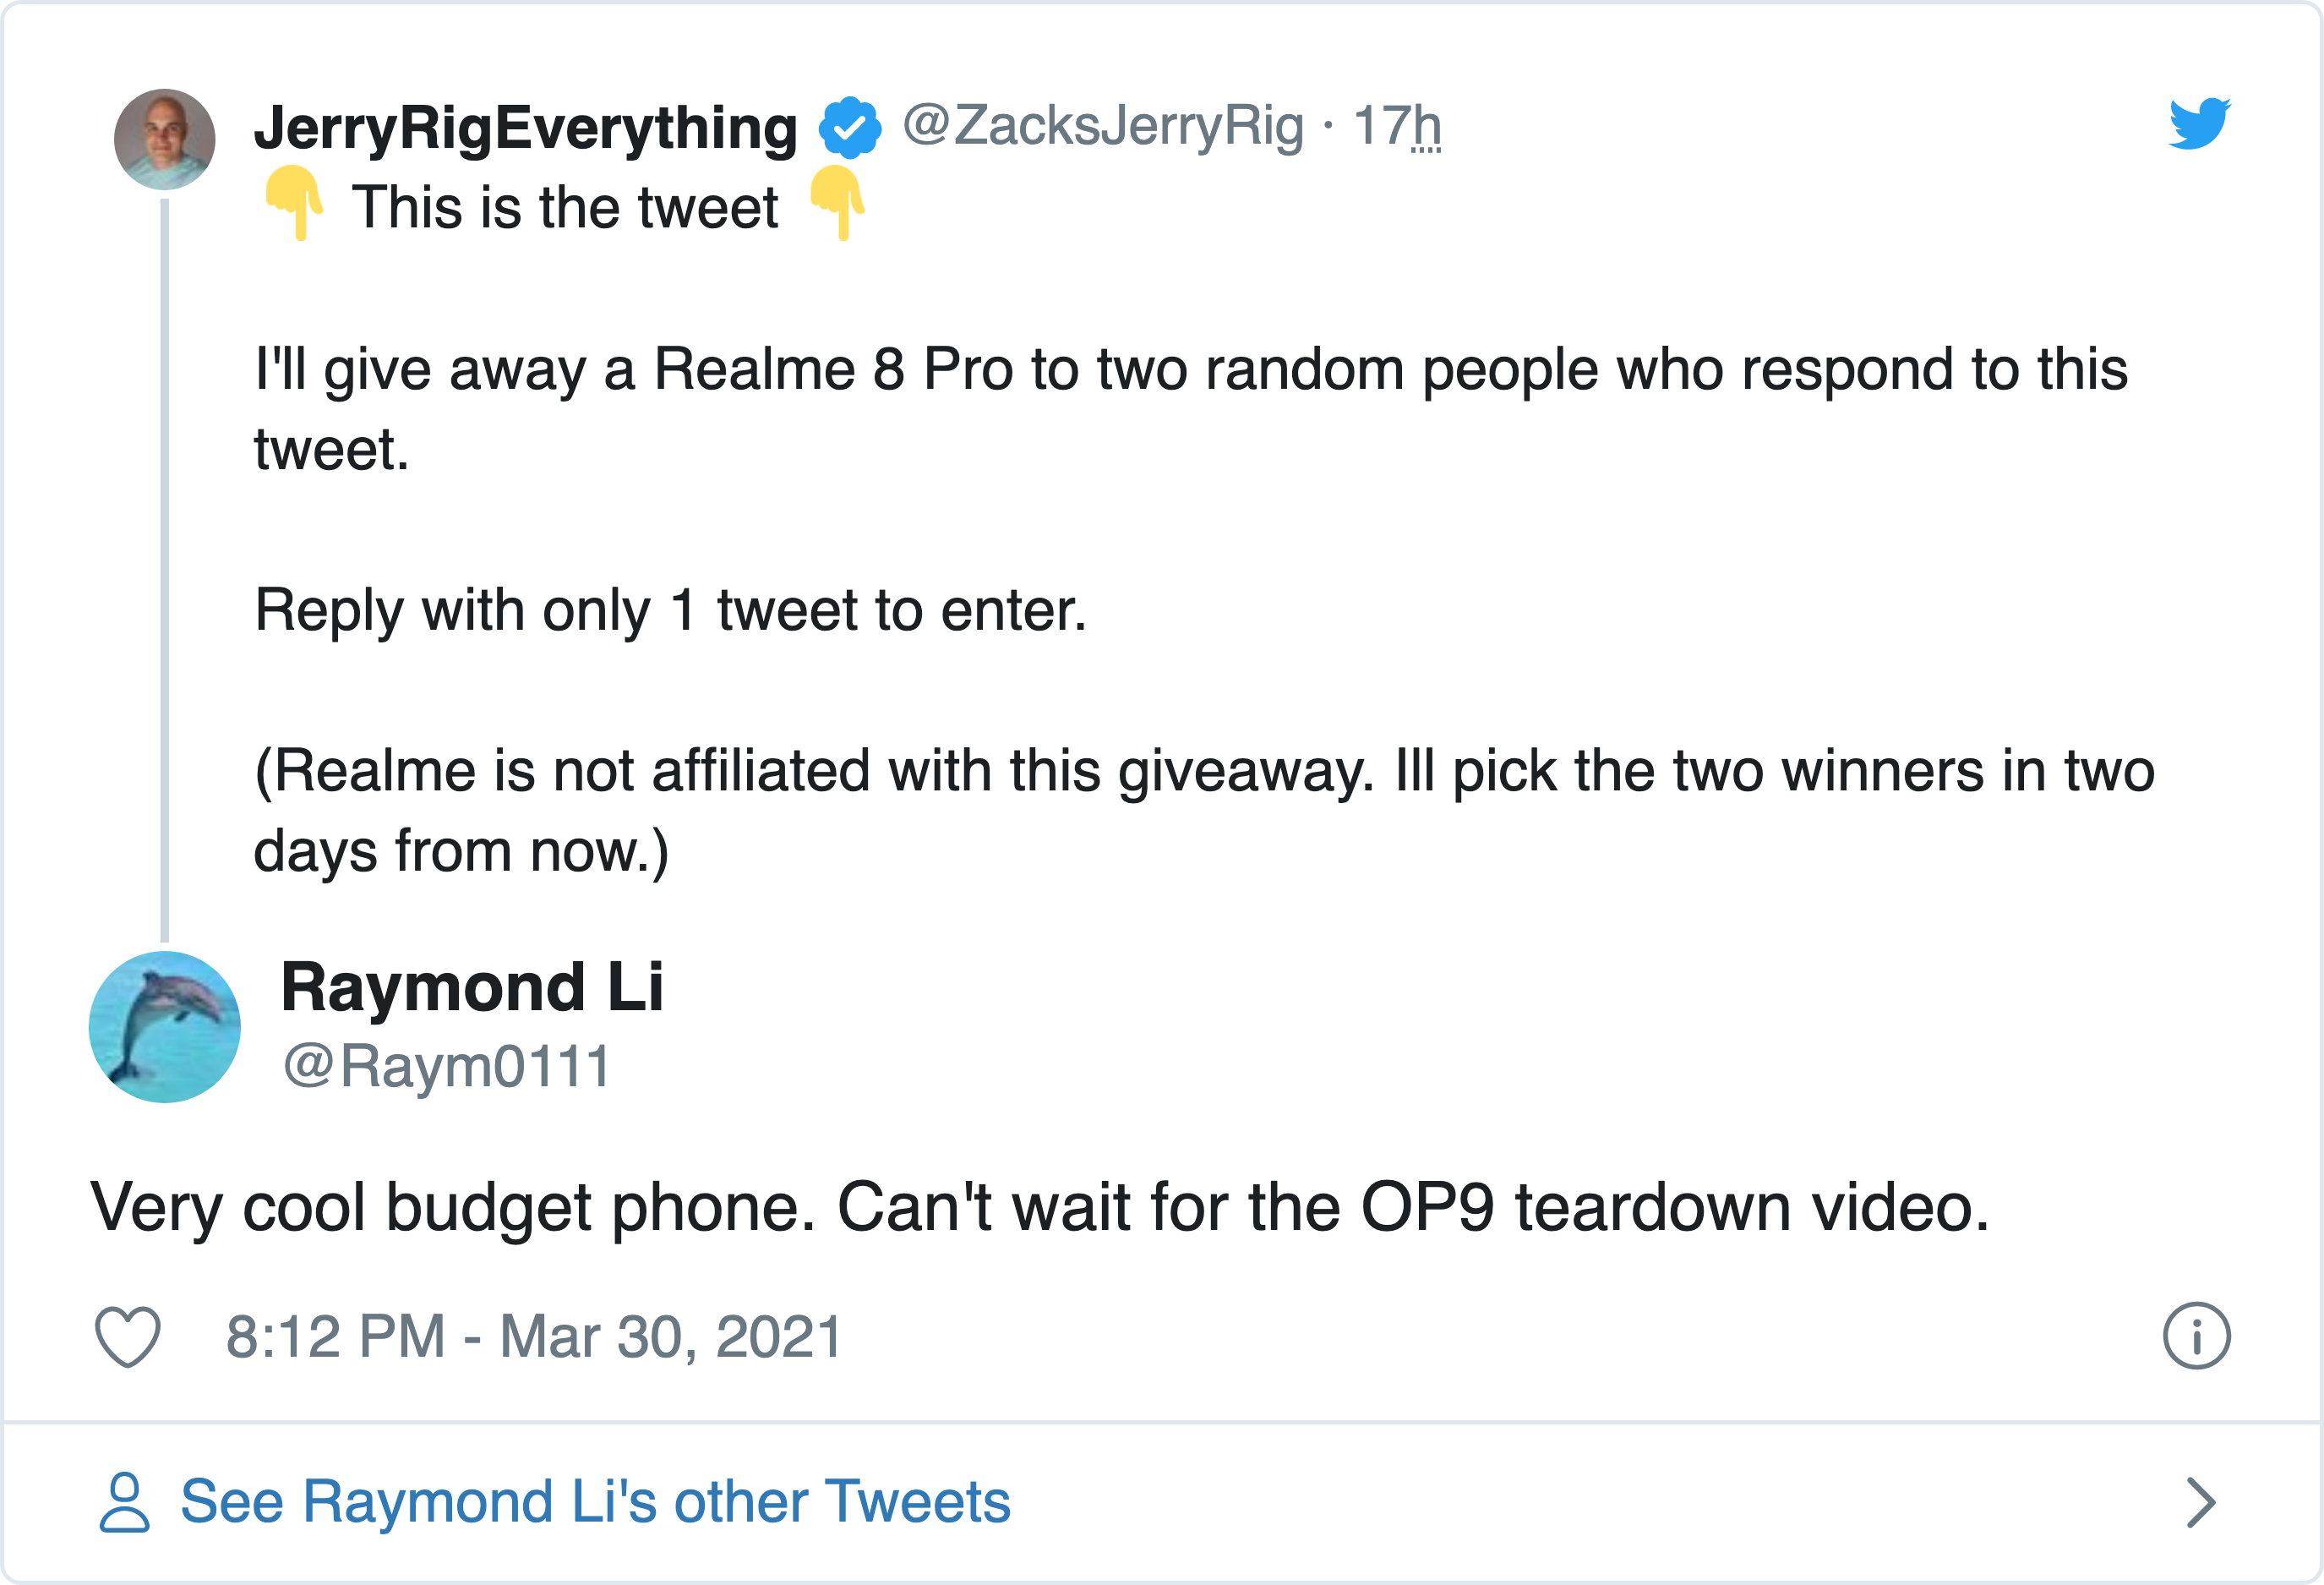 JerryRigEverything @ZacksJerryRig · 17h
👇 This is the tweet 👇
I'll give away a Realme 8 Pro to two random people who respond to this
tweet.
Reply with only 1 tweet to enter.
(Realme is not affiliated with this giveaway. Ill pick the two winners in two
days from now.)
Raymond Li
@Raym0111
Very cool budget phone. Can't wait for the OP9 teardown video.
8:12 PM - Mar 30, 2021
See Raymond Li's other Tweets